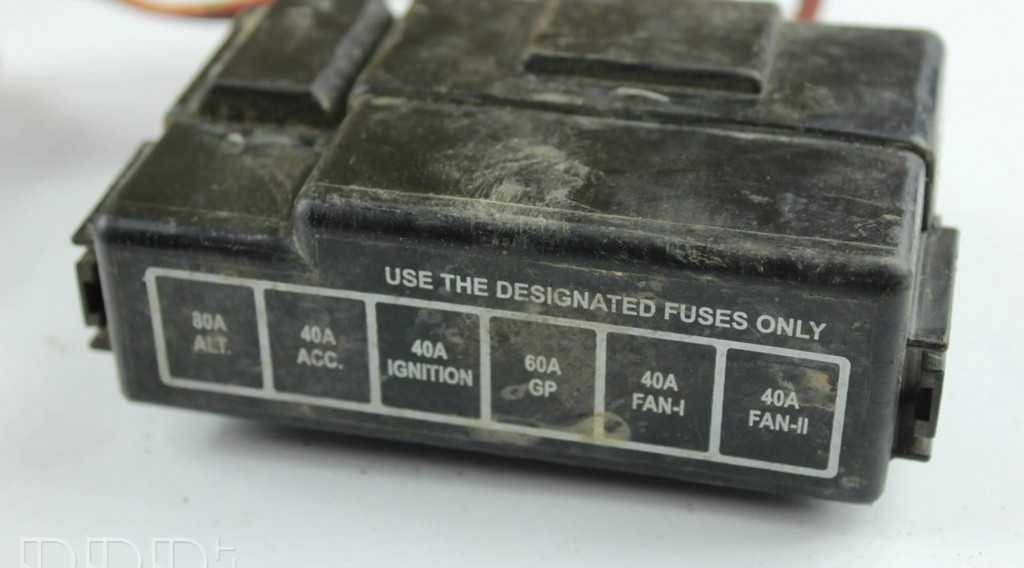 USE THE DESIGNATED FUSES ONLY
80A
ALT.
40A
ACC.
40A
IGNITION
60A
GP
40A
FAN-I
40A
FAN-II